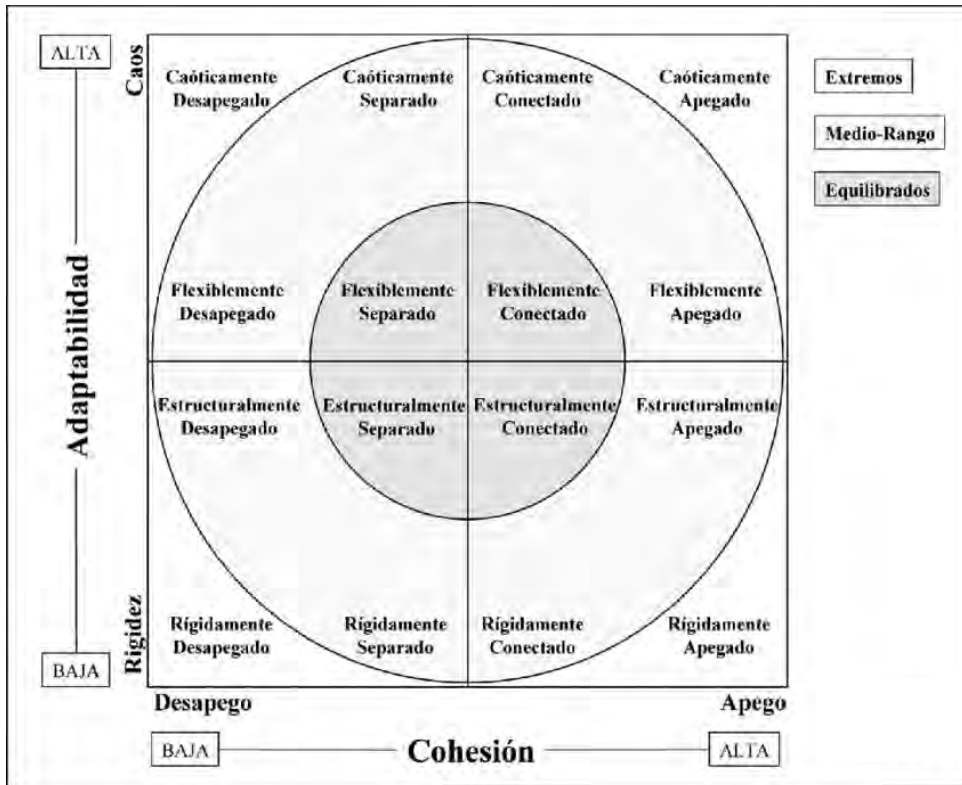 ALTA
Caos
Caóticamente
Desapegado
Caóticamente
Separado
Caóticamente
Conectado
Caóticamente
Apegado
Extremos
Medio-Rango
Equilibrados
Adaptabilidad
Flexiblemente
Desapegado
Flexiblemente
Separado
Flexiblemente
Conectado
Flexiblemente
Apegado
Estructuralmente
Desapegado
Estructuralmente
Separado
Estructuralmente
Conectado
Estructuralmente
Apegado
Rígidamente
Desapegado
Rígidamente
Separado
Rígidamente
Conectado
Rígidamente
Apegado
Rigidez
BAJA
Desapego
Apego
BAJA
Cohesión
ALTA